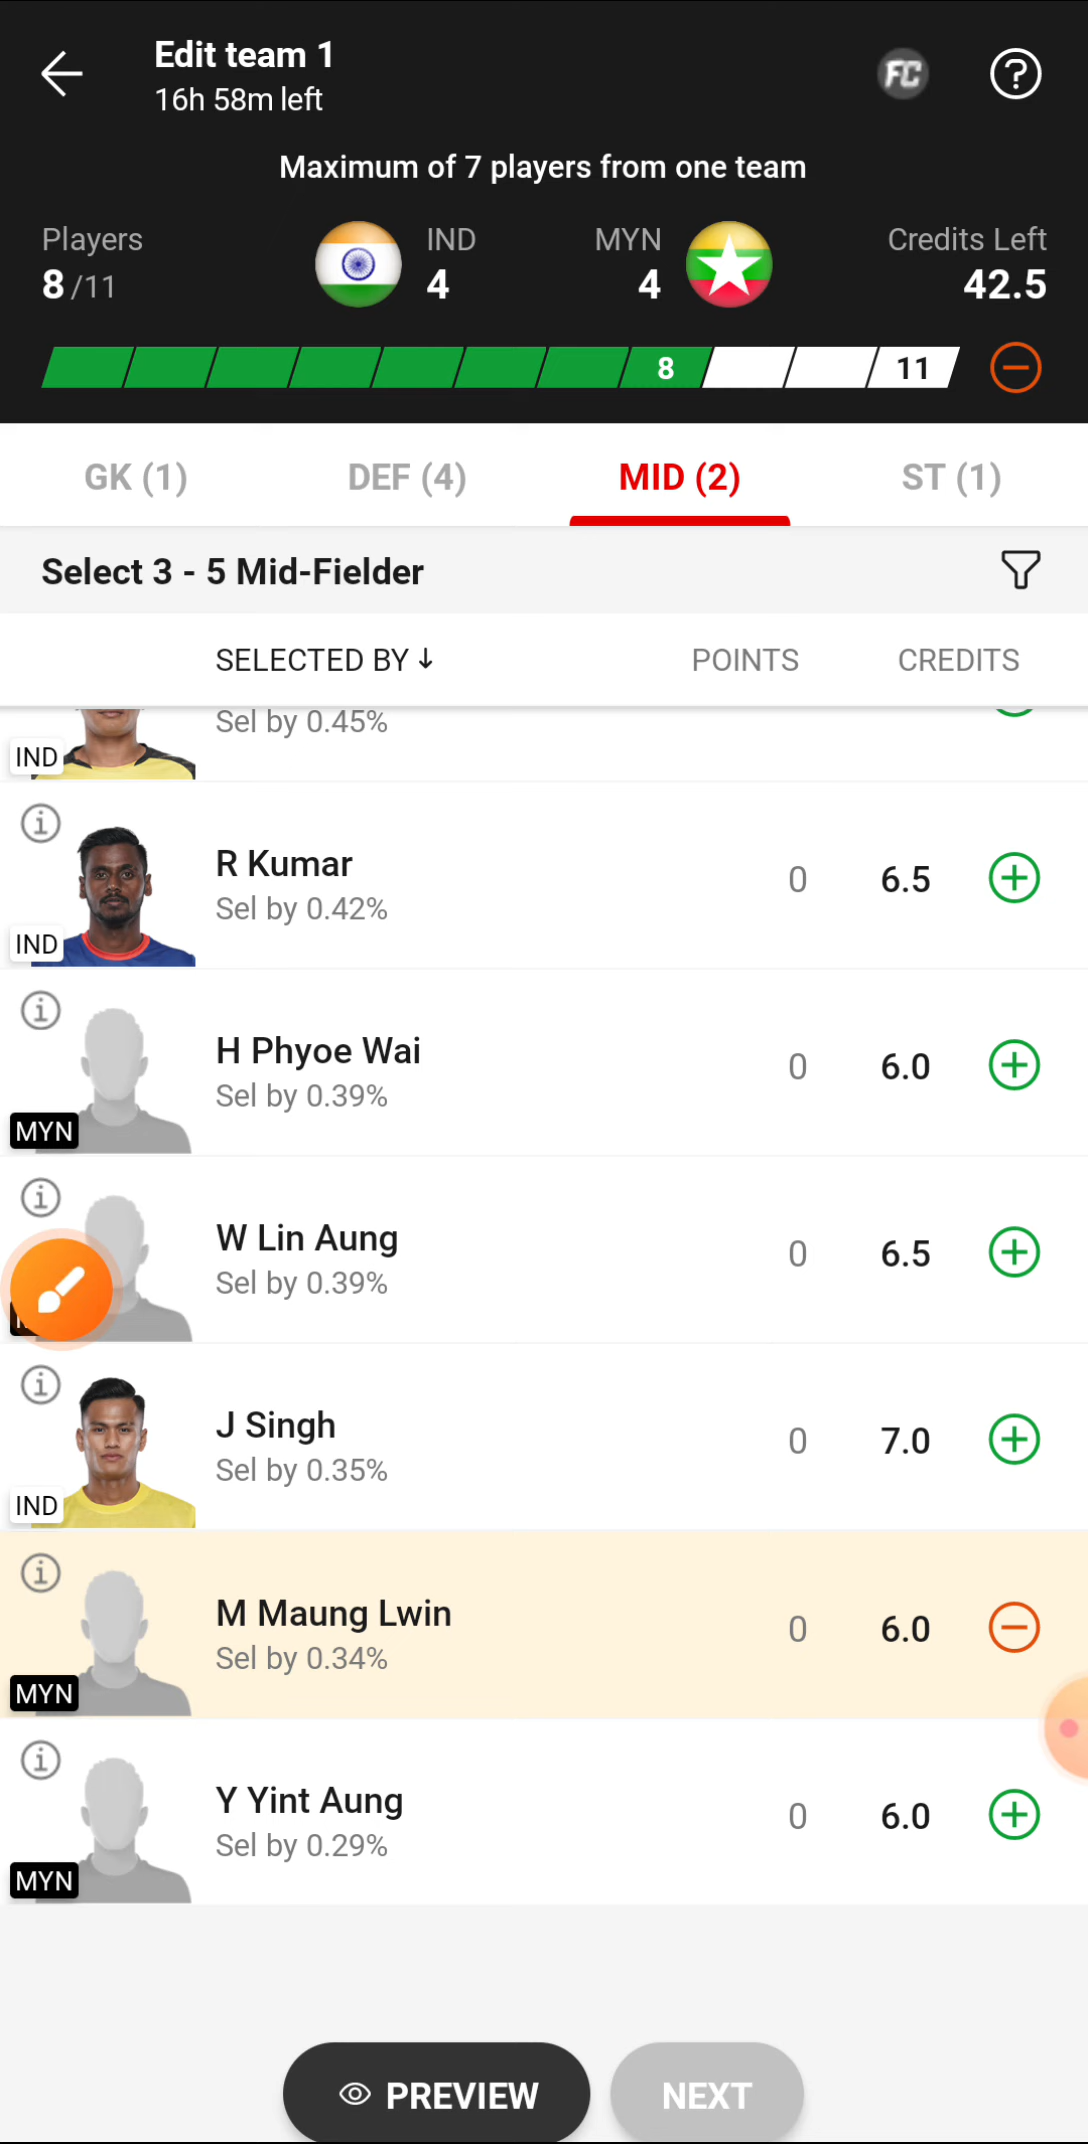 Edit team 1
16h 58m left
FC
?
Maximum of 7 players from one team
Players
8 /11
IND
4
MYN
4
Credits Left
42.5
8
11
GK (1)
DEF (4)
MID (2)
ST (1)
Select 3 - 5 Mid-Fielder
SELECTED BY ↓
POINTS
CREDITS
Sel by 0.45%
IND
R Kumar
Sel by 0.42%
0
6.5
IND
H Phyoe Wai
Sel by 0.39%
0
6.0
MYN
W Lin Aung
Sel by 0.39%
0
6.5
J Singh
Sel by 0.35%
0
7.0
IND
M Maung Lwin
Sel by 0.34%
0
6.0
MYN
Y Yint Aung
Sel by 0.29%
0
6.0
MYN
PREVIEW
NEXT